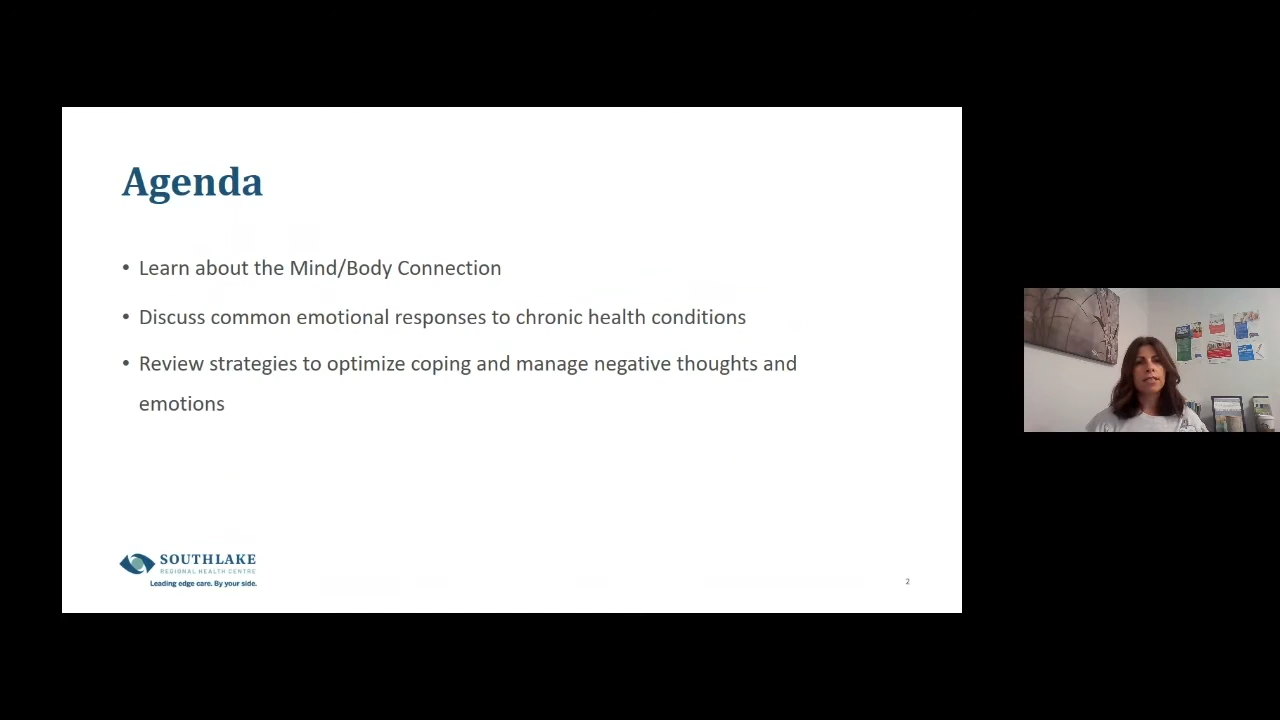 Agenda
• Learn about the Mind/Body Connection
• Discuss common emotional responses to chronic health conditions
• Review strategies to optimize coping and manage negative thoughts and
emotions
SOUTHLAKE
REGIONAL HEALTH CENTRE
Leading edge care. By your side.
2